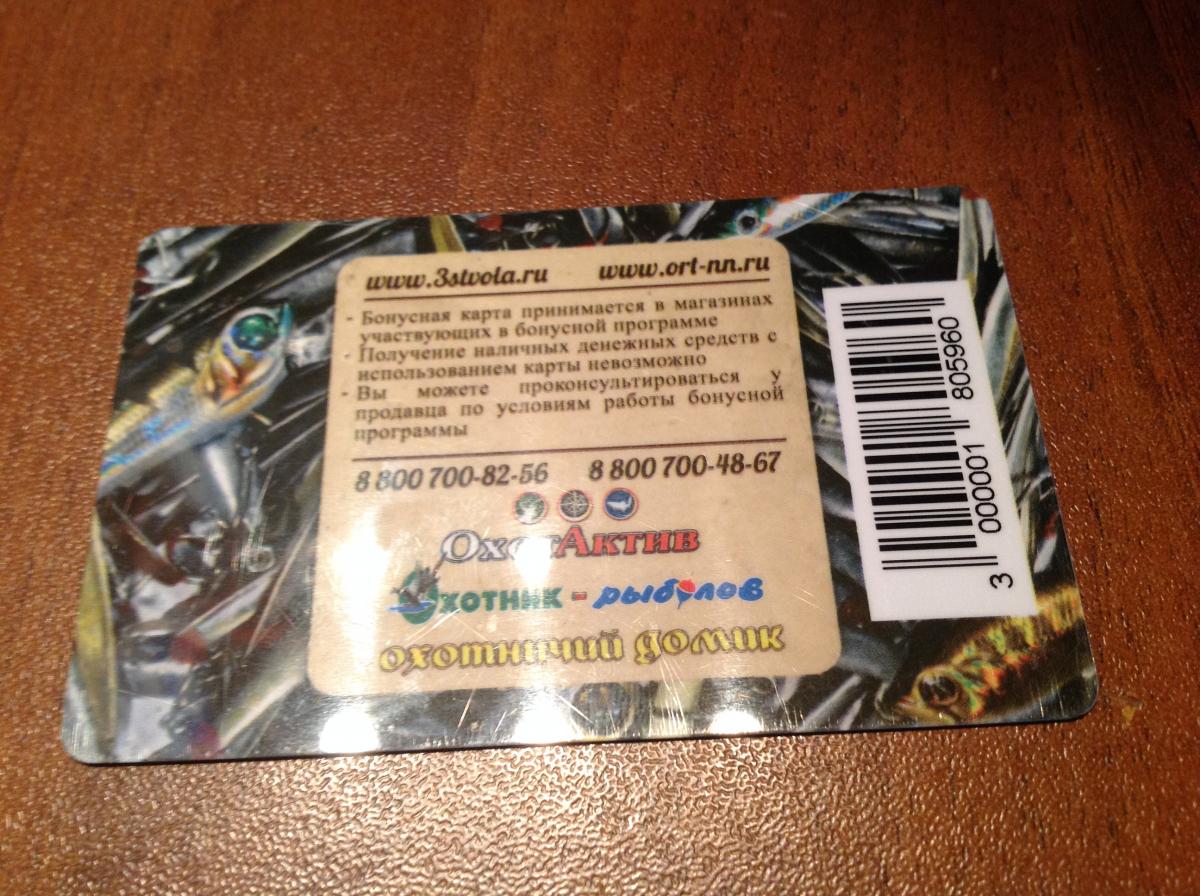 www.3stvola.ru www.ort-nn.ru
- Бонусная карта принимается в магазинах
участвующих в бонусной программе
- Получение наличных денежных средств с
использованием карты невозможно
- Вы можете проконсультироваться у
продавца по условиям работы бонусной
программы
8 800 700-82-56 8 800 700-48-67
ОхотАктив
Охотник - рыболов
охотничий домик
3 000001 805960